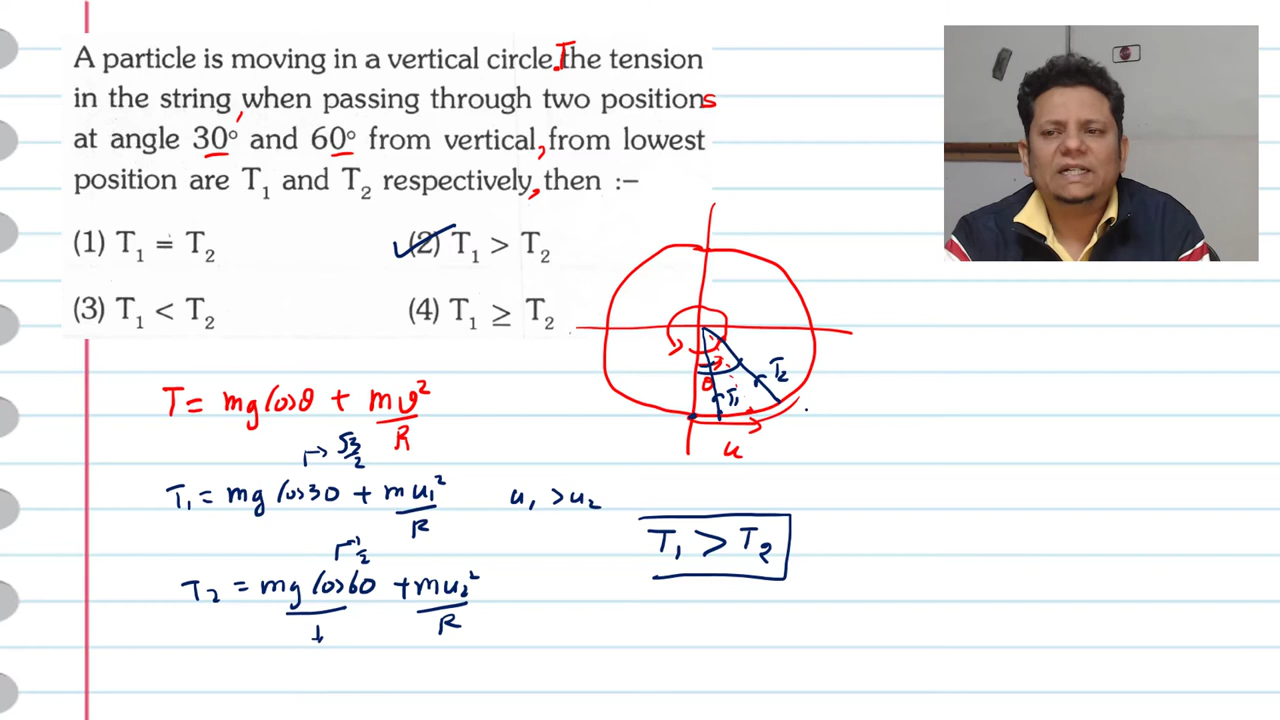 A particle is moving in a vertical circle. The tension
in the string, when passing through two positions
at angle 30° and 60° from vertical, from lowest
position are T₁ and T₂ respectively, then :–
(1) T₁ = T₂
(2) T₁ > T₂
(3) T₁ < T₂
(4) T₁ ≥ T₂
θ
T₁
T₂
u
T = mg cosθ + mv²/R
√3/2
T₁ = mg cos30 + mu₁²/R u₁ > u₂
T₁ > T₂
1/2
T₂ = mg cos60 + mu₂²/R